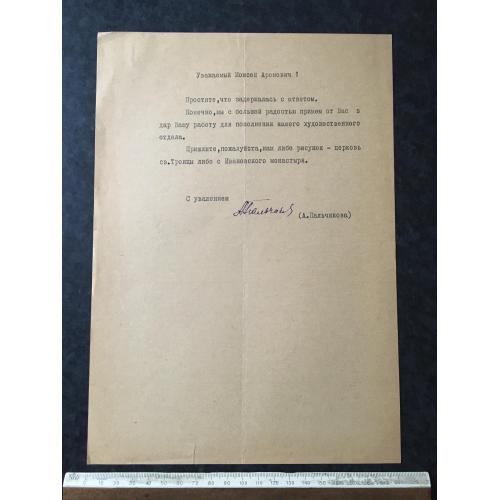 Уважаемый Моисей Аронович !
Простите,что задержалась с ответом.
Конечно,мы с большой радостью примем от Вас в
дар Вашу работу для пополнения нашего художественного
отдела.
Пришлите,пожалуйста,нам либо рисунок - церковь
св.Троицы либо с Ивановского монастыря.
С уважением
(А.Пальчикова)